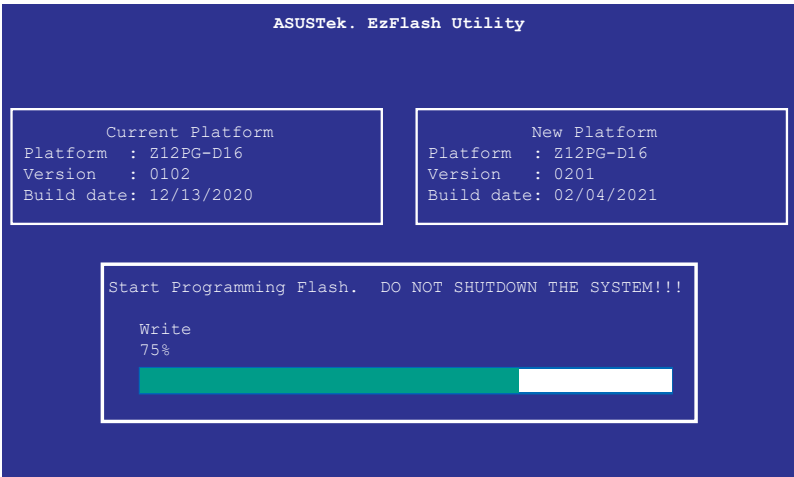 ASUSTek. EzFlash Utility
Current Platform
Platform : Z12PG-D16
Version : 0102
Build date: 12/13/2020
New Platform
Platform : Z12PG-D16
Version : 0201
Build date: 02/04/2021
Start Programming Flash. DO NOT SHUTDOWN THE SYSTEM!!!
Write
75%